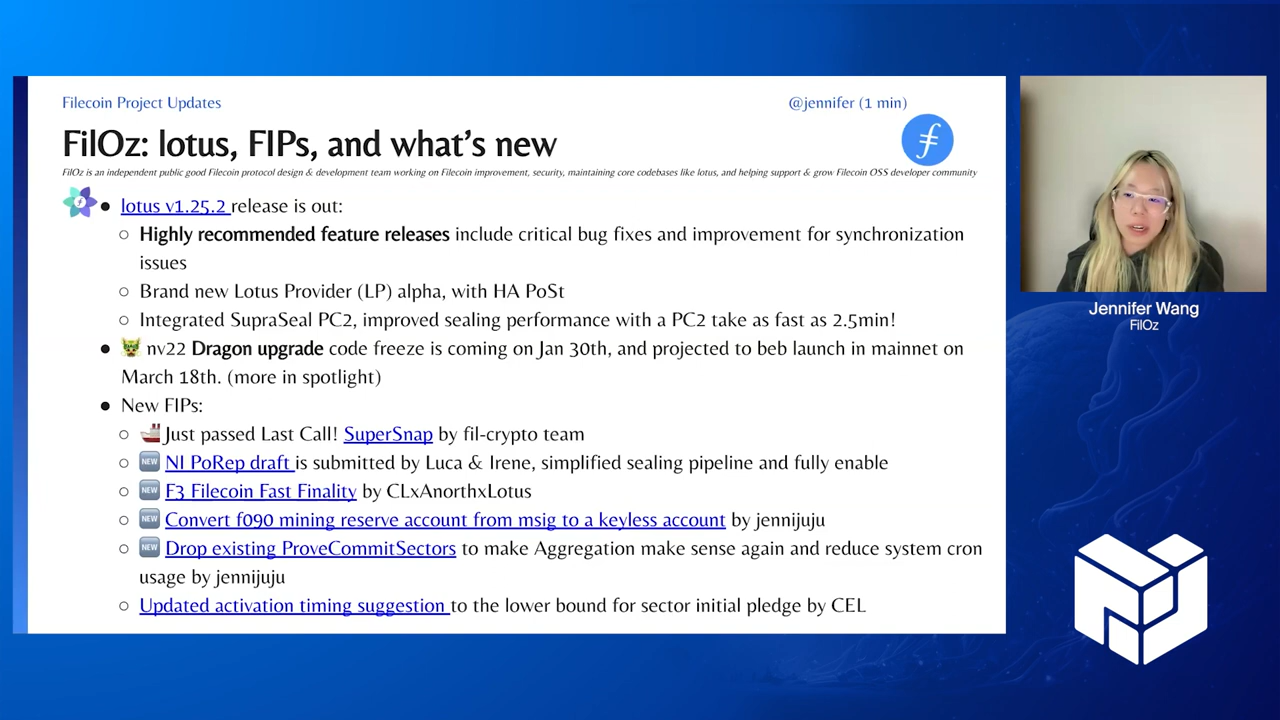 Filecoin Project Updates
@jennifer (1 min)
FilOz: lotus, FIPs, and what's new
FilOz is an independent public good Filecoin protocol design & development team working on Filecoin improvement, security, maintaining core codebases like lotus, and helping support & grow Filecoin OSS developer community
● lotus v1.25.2 release is out:
○ Highly recommended feature releases include critical bug fixes and improvement for synchronization
issues
○ Brand new Lotus Provider (LP) alpha, with HA PoSt
○ Integrated SupraSeal PC2, improved sealing performance with a PC2 take as fast as 2.5min!
● 🐲 nv22 Dragon upgrade code freeze is coming on Jan 30th, and projected to beb launch in mainnet on
March 18th. (more in spotlight)
● New FIPs:
○ 🚢 Just passed Last Call! SuperSnap by fil-crypto team
○ 🆕 NI PoRep draft is submitted by Luca & Irene, simplified sealing pipeline and fully enable
○ 🆕 F3 Filecoin Fast Finality by CLxAnorthxLotus
○ 🆕 Convert f090 mining reserve account from msig to a keyless account by jennijuju
○ 🆕 Drop existing ProveCommitSectors to make Aggregation make sense again and reduce system cron
usage by jennijuju
○ Updated activation timing suggestion to the lower bound for sector initial pledge by CEL
Jennifer Wang
FilOz